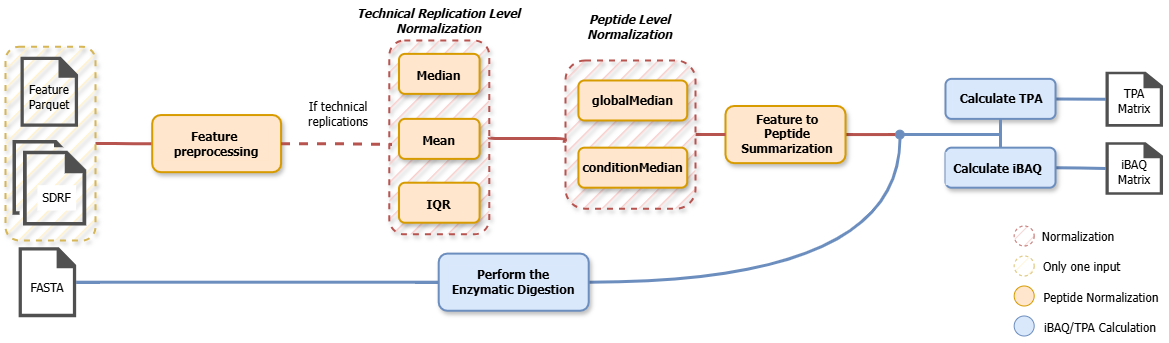 Technical Replication Level
Normalization
Peptide Level
Normalization
Feature
Parquet
SDRF
Feature
preprocessing
If technical
replications
Median
Mean
IQR
globalMedian
conditionMedian
Feature to
Peptide
Summarization
Calculate TPA
TPA
Matrix
Calculate iBAQ
iBAQ
Matrix
FASTA
Perform the
Enzymatic Digestion
Normalization
Only one input
Peptide Normalization
iBAQ/TPA Calculation